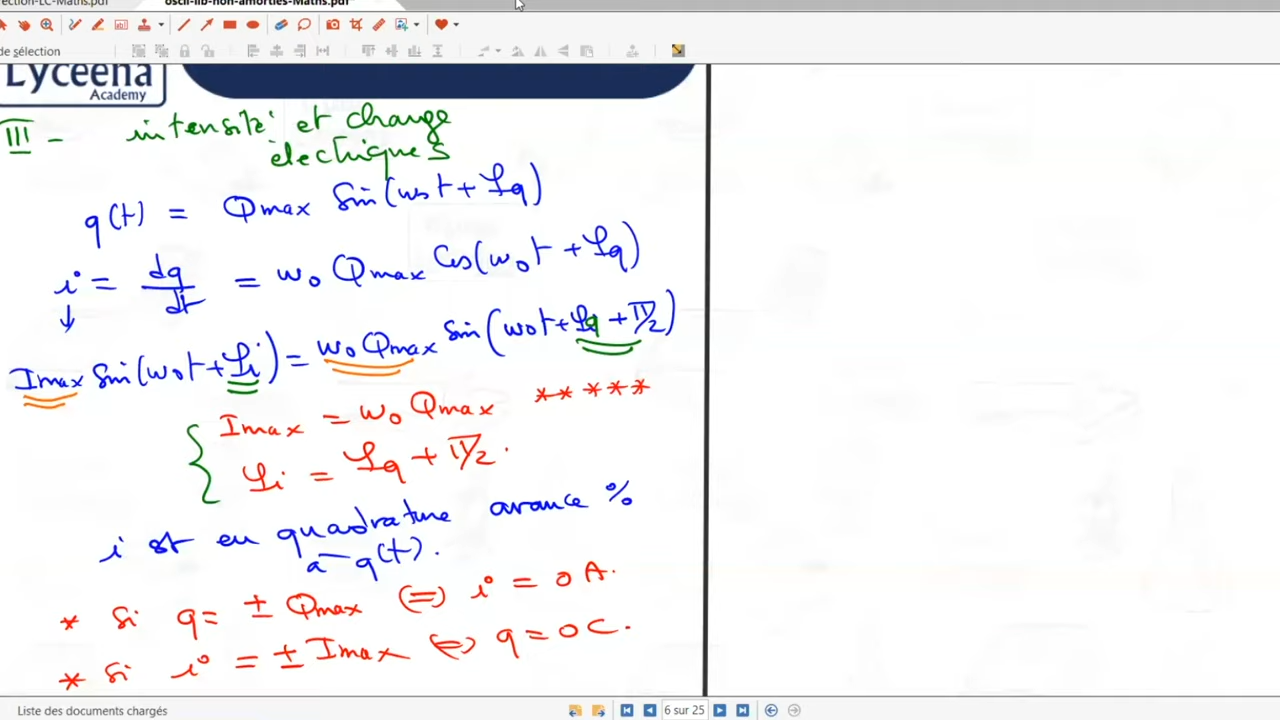 rection-LC-Maths.pdf oscil-lib-non-amorties-Maths.pdf
de sélection
Lyceena
Academy
III - intensité et charge
électriques
q(t) = Qmax Sin(ω0t + φq)
i = dq/dt = ω0 Qmax Cos(ω0t + φq)
↓
Imax Sin(ω0t + φi) = ω0 Qmax Sin(ω0t + φq + π/2)
{ Imax = ω0 Qmax *****
φi = φq + π/2.
i est en quadrature avance %
à q(t).
* Si q = ± Qmax (=) i = 0 A.
* Si i = ± Imax <=> q = 0 C.
Liste des documents chargés 6 sur 25